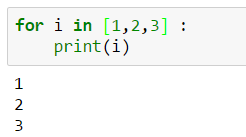 for i in [1,2,3] :
    print(i)
1
2
3